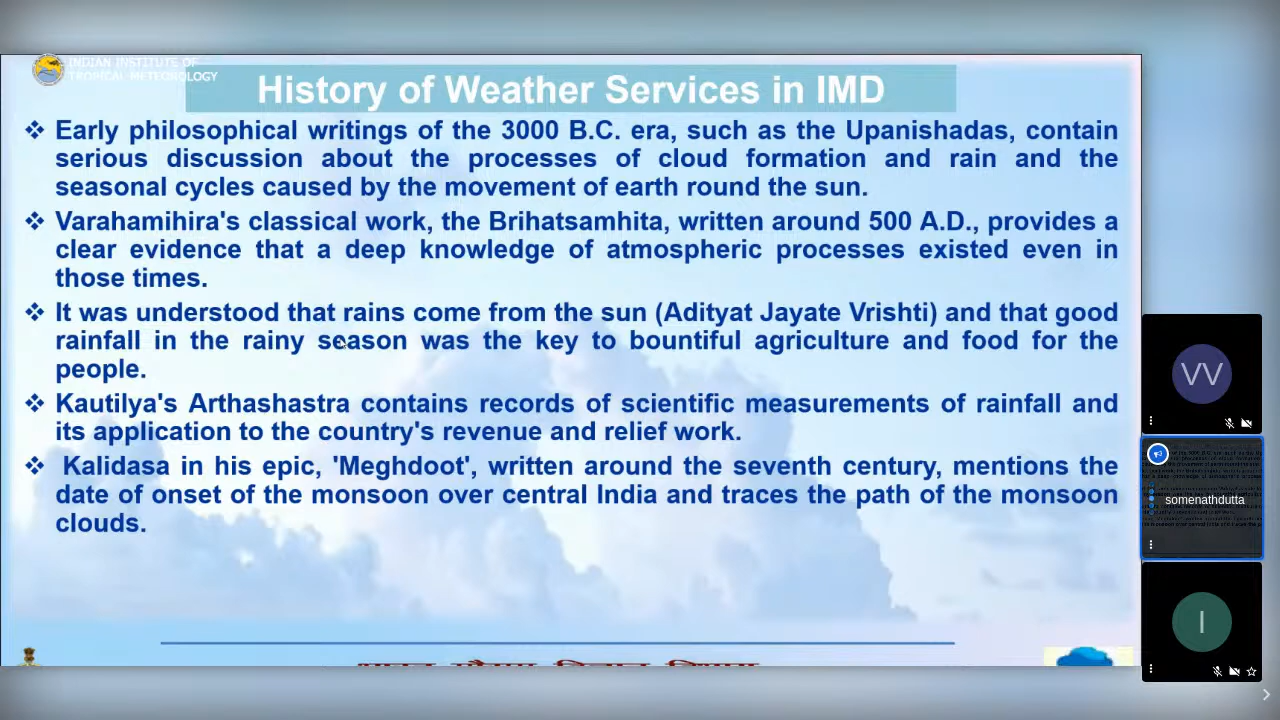 INDIAN INSTITUTE OF
TROPICAL METEOROLOGY
History of Weather Services in IMD
❖ Early philosophical writings of the 3000 B.C. era, such as the Upanishadas, contain
serious discussion about the processes of cloud formation and rain and the
seasonal cycles caused by the movement of earth round the sun.
❖ Varahamihira's classical work, the Brihatsamhita, written around 500 A.D., provides a
clear evidence that a deep knowledge of atmospheric processes existed even in
those times.
❖ It was understood that rains come from the sun (Adityat Jayate Vrishti) and that good
rainfall in the rainy season was the key to bountiful agriculture and food for the
people.
❖ Kautilya's Arthashastra contains records of scientific measurements of rainfall and
its application to the country's revenue and relief work.
❖ Kalidasa in his epic, 'Meghdoot', written around the seventh century, mentions the
date of onset of the monsoon over central India and traces the path of the monsoon
clouds.
VV
somenathdutta
I